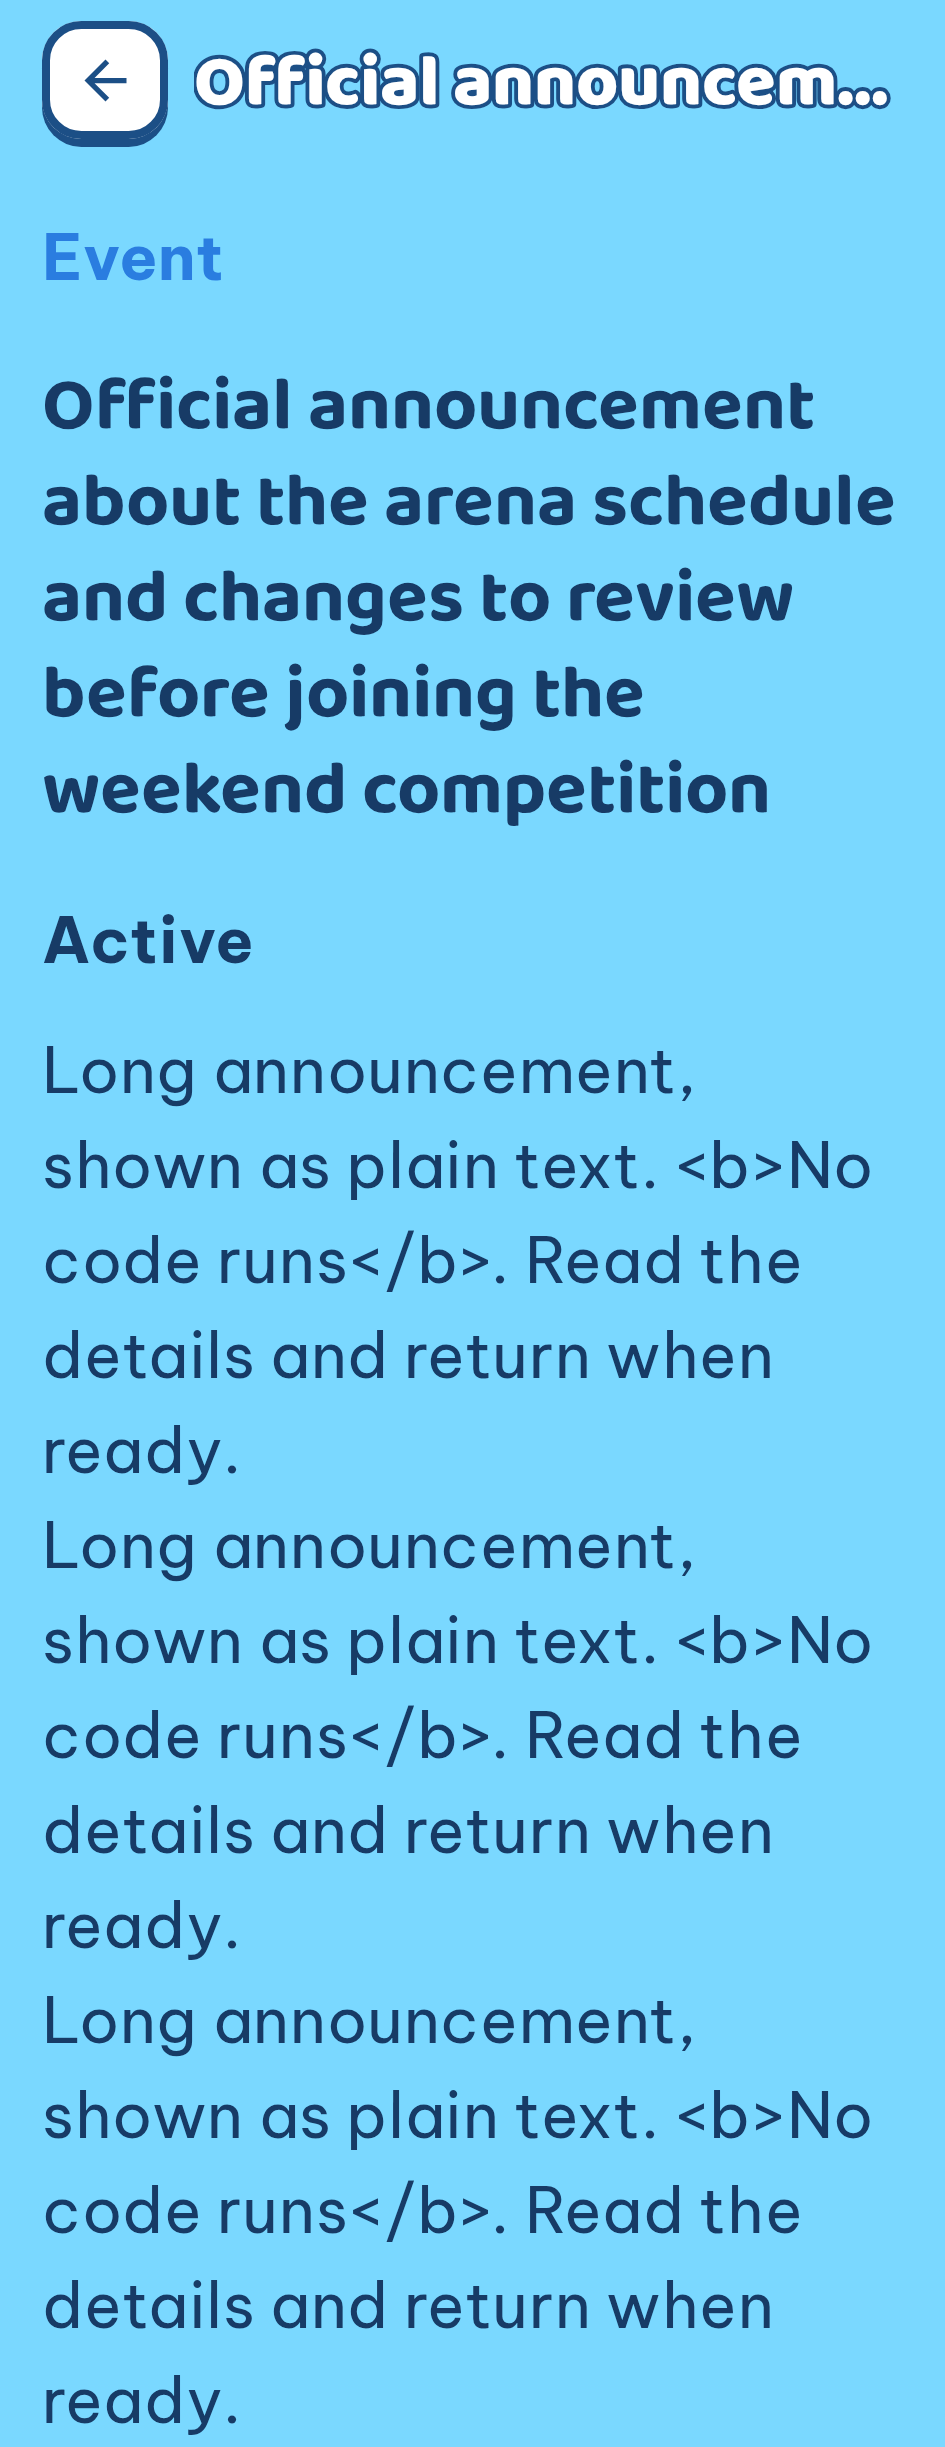 Official announcem...
Event
Official announcement
about the arena schedule
and changes to review
before joining the
weekend competition
Active
Long announcement,
shown as plain text. <b>No
code runs</b>. Read the
details and return when
ready.
Long announcement,
shown as plain text. <b>No
code runs</b>. Read the
details and return when
ready.
Long announcement,
shown as plain text. <b>No
code runs</b>. Read the
details and return when
ready.